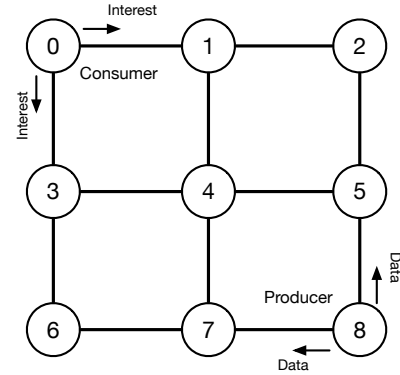 Interest
0
1
2
Consumer
Interest
3
4
5
Data
Producer
6
7
8
Data